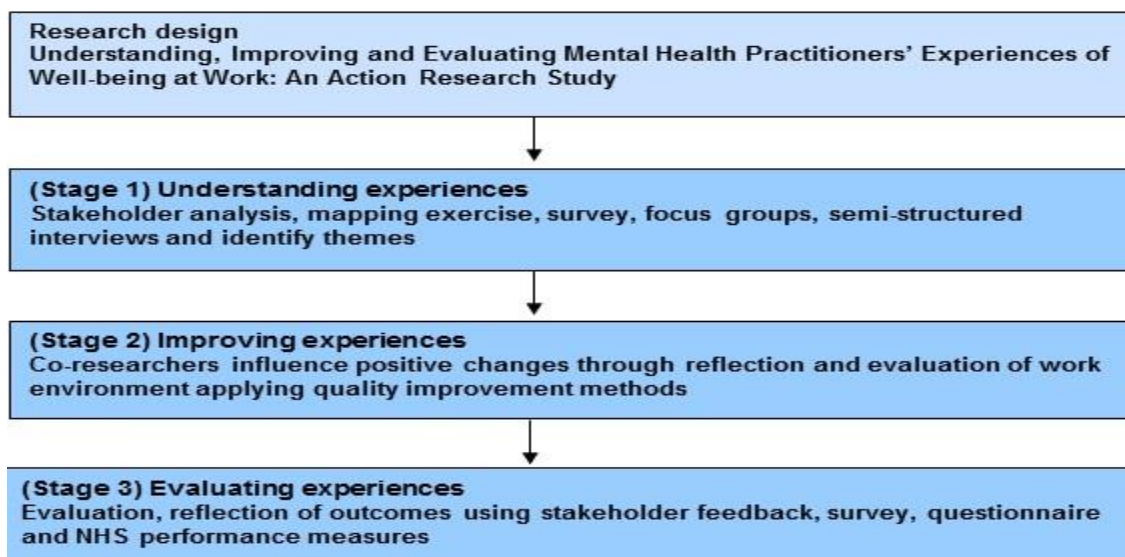 Research design
Understanding, Improving and Evaluating Mental Health Practitioners' Experiences of
Well-being at Work: An Action Research Study
(Stage 1) Understanding experiences
Stakeholder analysis, mapping exercise, survey, focus groups, semi-structured
interviews and identify themes
(Stage 2) Improving experiences
Co-researchers influence positive changes through reflection and evaluation of work
environment applying quality improvement methods
(Stage 3) Evaluating experiences
Evaluation, reflection of outcomes using stakeholder feedback, survey, questionnaire
and NHS performance measures